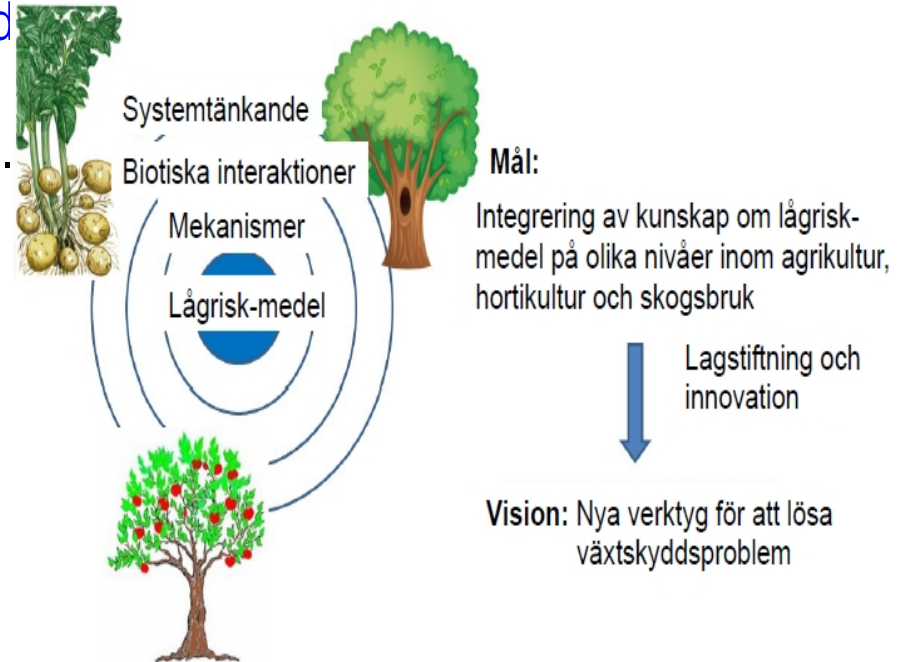 d
.
Systemtänkande
Biotiska interaktioner
Mekanismer
Lågrisk-medel
Mål:
Integrering av kunskap om lågrisk-
medel på olika nivåer inom agrikultur,
hortikultur och skogsbruk
Lagstiftning och
innovation
Vision: Nya verktyg för att lösa
växtskyddsproblem